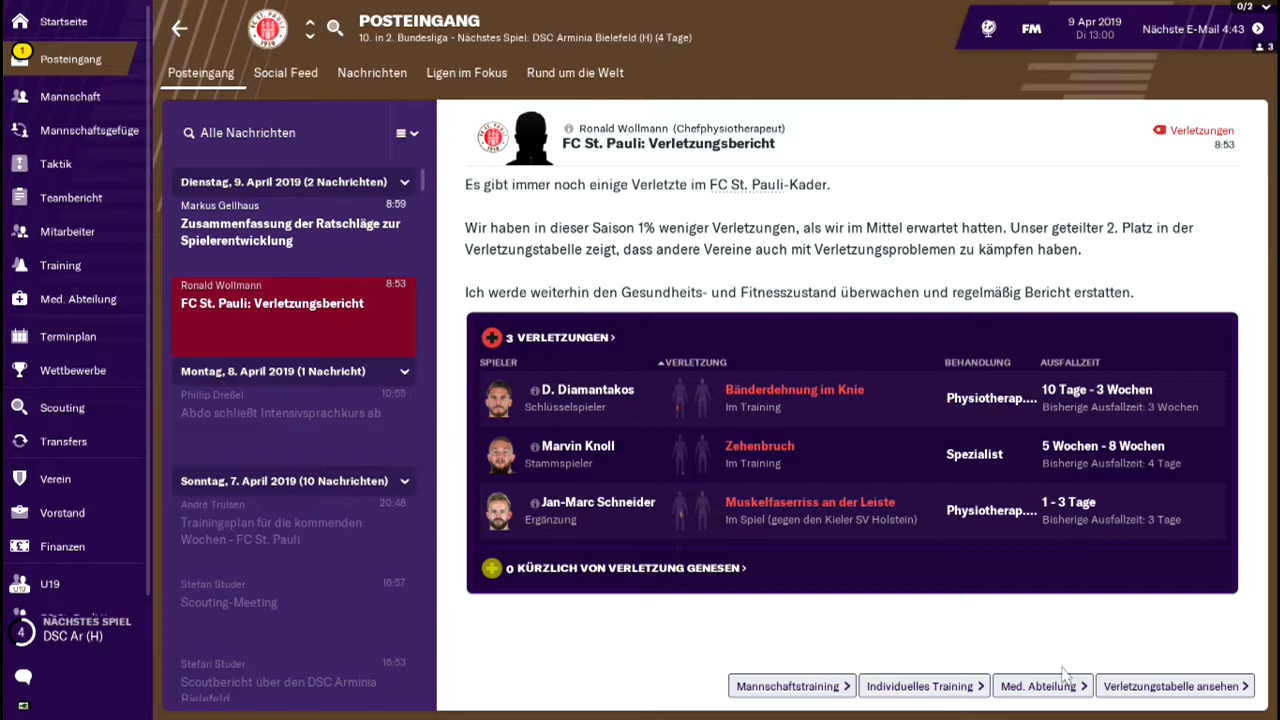 Startseite
1
Posteingang
Mannschaft
Mannschaftsgefüge
Taktik
Teambericht
Mitarbeiter
Training
Med. Abteilung
Terminplan
Wettbewerbe
Scouting
Transfers
Verein
Vorstand
Finanzen
U19
NÄCHSTES SPIEL
4
DSC Ar (H)
POSTEINGANG
10. in 2. Bundesliga - Nächstes Spiel: DSC Arminia Bielefeld (H) (4 Tage)
FM
9 Apr 2019
Di 13:00
Nächste E-Mail 4:43
0/2
3
Posteingang
Social Feed
Nachrichten
Ligen im Fokus
Rund um die Welt
Alle Nachrichten
Dienstag, 9. April 2019 (2 Nachrichten)
Markus Gellhaus 8:59
Zusammenfassung der Ratschläge zur
Spielerentwicklung
Ronald Wollmann 8:53
FC St. Pauli: Verletzungsbericht
Montag, 8. April 2019 (1 Nachricht)
Phillip Dreßel 10:55
Abdo schließt Intensivsprachkurs ab
Sonntag, 7. April 2019 (10 Nachrichten)
André Trulsen 20:48
Trainingsplan für die kommenden
Wochen - FC St. Pauli
Stefan Studer 16:57
Scouting-Meeting
Stefan Studer 16:53
Scoutbericht über den DSC Arminia
Bielefeld
Ronald Wollmann (Chefphysiotherapeut)
FC St. Pauli: Verletzungsbericht
Verletzungen
8:53
Es gibt immer noch einige Verletzte im FC St. Pauli-Kader.
Wir haben in dieser Saison 1% weniger Verletzungen, als wir im Mittel erwartet hatten. Unser geteilter 2. Platz in der
Verletzungstabelle zeigt, dass andere Vereine auch mit Verletzungsproblemen zu kämpfen haben.
Ich werde weiterhin den Gesundheits- und Fitnesszustand überwachen und regelmäßig Bericht erstatten.
3 VERLETZUNGEN
SPIELER VERLETZUNG BEHANDLUNG AUSFALLZEIT
D. Diamantakos Bänderdehnung im Knie Physiotherap.... 10 Tage - 3 Wochen
Schlüsselspieler Im Training Bisherige Ausfallzeit: 3 Wochen
Marvin Knoll Zehenbruch Spezialist 5 Wochen - 8 Wochen
Stammspieler Im Training Bisherige Ausfallzeit: 4 Tage
Jan-Marc Schneider Muskelfaserriss an der Leiste Physiotherap.... 1 - 3 Tage
Ergänzung Im Spiel (gegen den Kieler SV Holstein) Bisherige Ausfallzeit: 3 Tage
0 KÜRZLICH VON VERLETZUNG GENESEN
Mannschaftstraining
Individuelles Training
Med. Abteilung
Verletzungstabelle ansehen